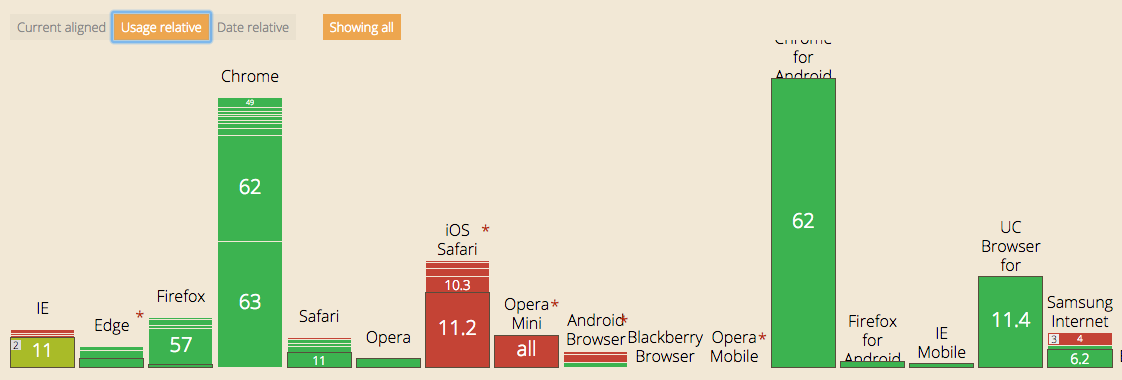 Current aligned Usage relative Date relative Showing all
IE
2
11
Edge
*
Firefox
57
Chrome
49
62
63
Safari
11
Opera
iOS *
Safari
10.3
11.2
Opera *
Mini
all
Android *
Browser
Blackberry
Browser
Opera *
Mobile
Chrome
for
Android
62
Firefox
for
Android
IE
Mobile
UC
Browser
for
11.4
Samsung
Internet
3
4
6.2